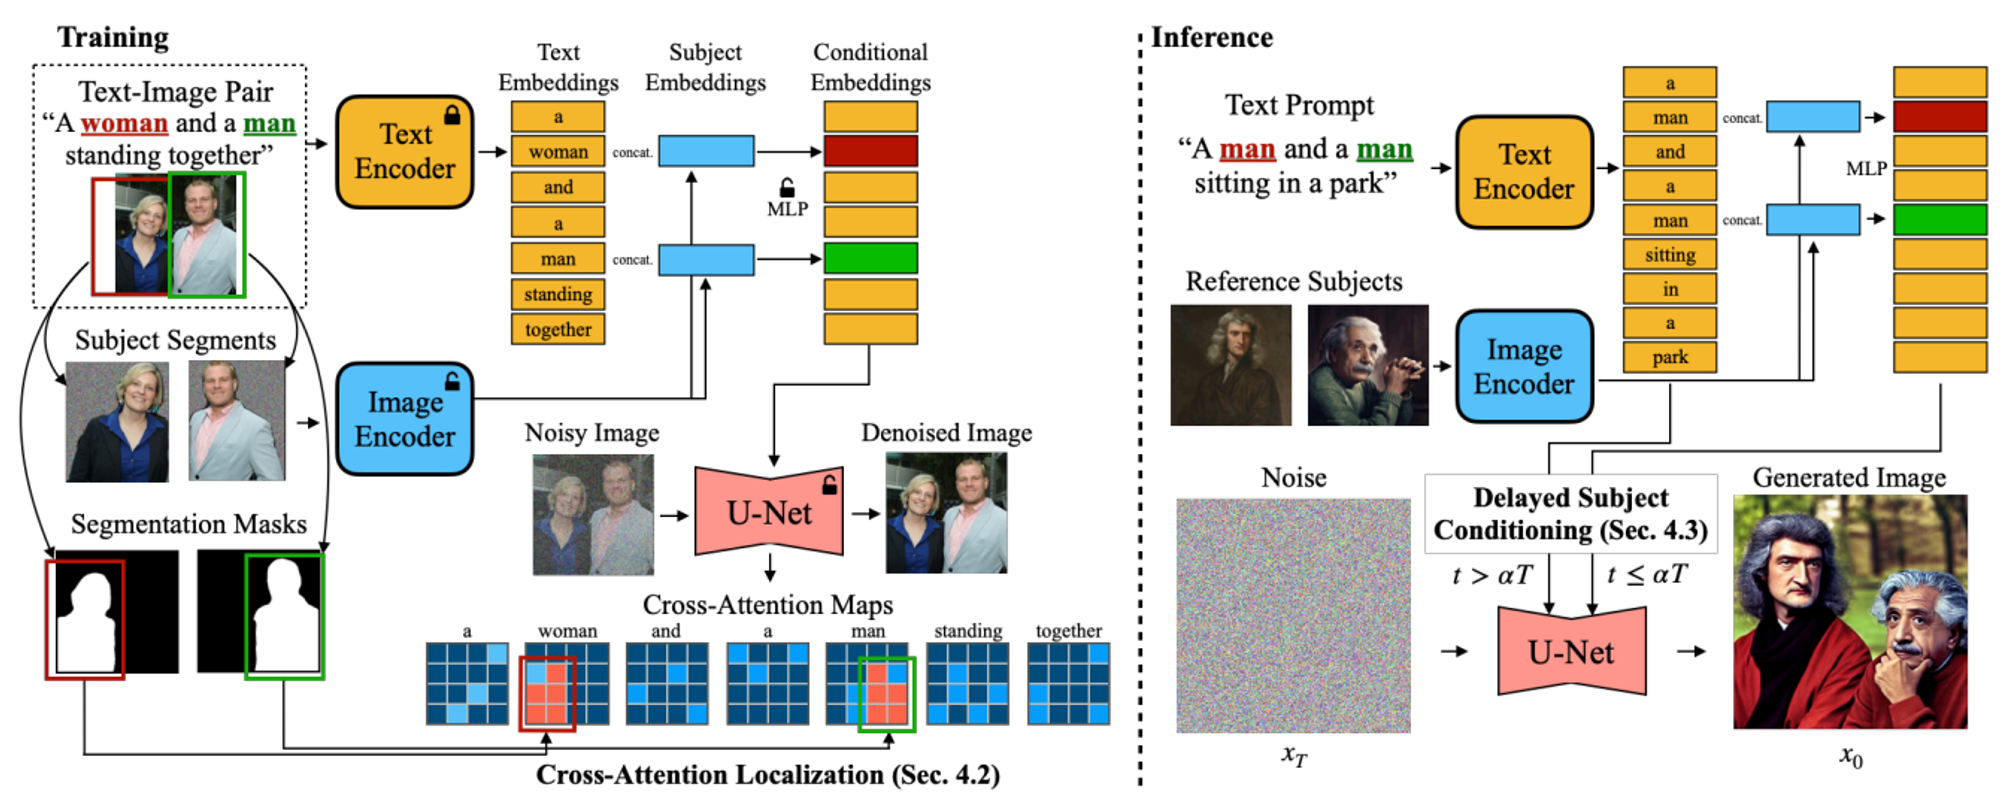 Training
Text-Image Pair
“A woman and a man
standing together”
Text
Encoder
Text
Embeddings
Subject
Embeddings
Conditional
Embeddings
a
woman
and
a
man
standing
together
concat.
concat.
MLP
Subject Segments
Image
Encoder
Segmentation Masks
Noisy Image
U-Net
Denoised Image
Cross-Attention Maps
a
woman
and
a
man
standing
together
Cross-Attention Localization (Sec. 4.2)
Inference
Text Prompt
“A man and a man
sitting in a park”
Text
Encoder
a
man
and
a
man
sitting
in
a
park
concat.
concat.
MLP
Reference Subjects
Image
Encoder
Noise
Delayed Subject
Conditioning (Sec. 4.3)
t > αT
t ≤ αT
U-Net
Generated Image
x_T
x_0